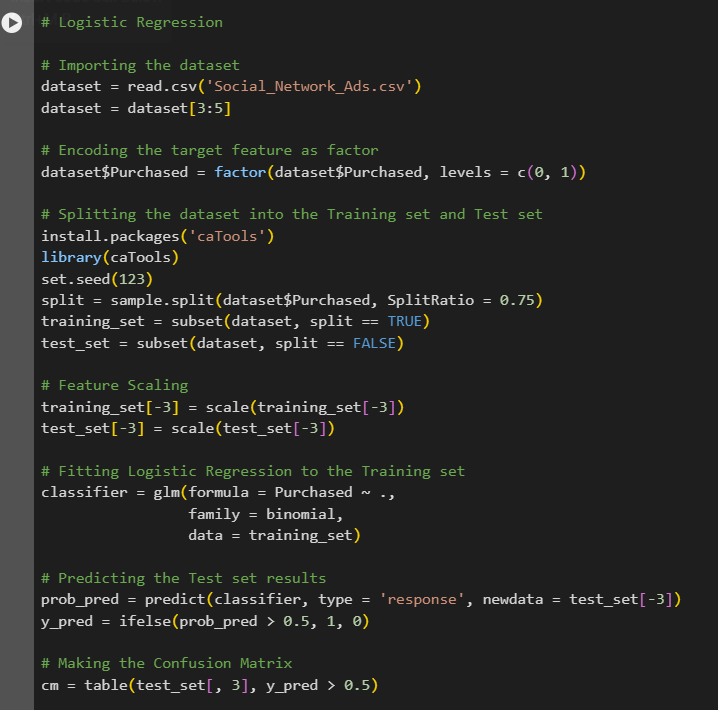 # Logistic Regression
# Importing the dataset
dataset = read.csv('Social_Network_Ads.csv')
dataset = dataset[3:5]
# Encoding the target feature as factor
dataset$Purchased = factor(dataset$Purchased, levels = c(0, 1))
# Splitting the dataset into the Training set and Test set
install.packages('caTools')
library(caTools)
set.seed(123)
split = sample.split(dataset$Purchased, SplitRatio = 0.75)
training_set = subset(dataset, split == TRUE)
test_set = subset(dataset, split == FALSE)
# Feature Scaling
training_set[-3] = scale(training_set[-3])
test_set[-3] = scale(test_set[-3])
# Fitting Logistic Regression to the Training set
classifier = glm(formula = Purchased ~ .,
                 family = binomial,
                 data = training_set)
# Predicting the Test set results
prob_pred = predict(classifier, type = 'response', newdata = test_set[-3])
y_pred = ifelse(prob_pred > 0.5, 1, 0)
# Making the Confusion Matrix
cm = table(test_set[, 3], y_pred > 0.5)